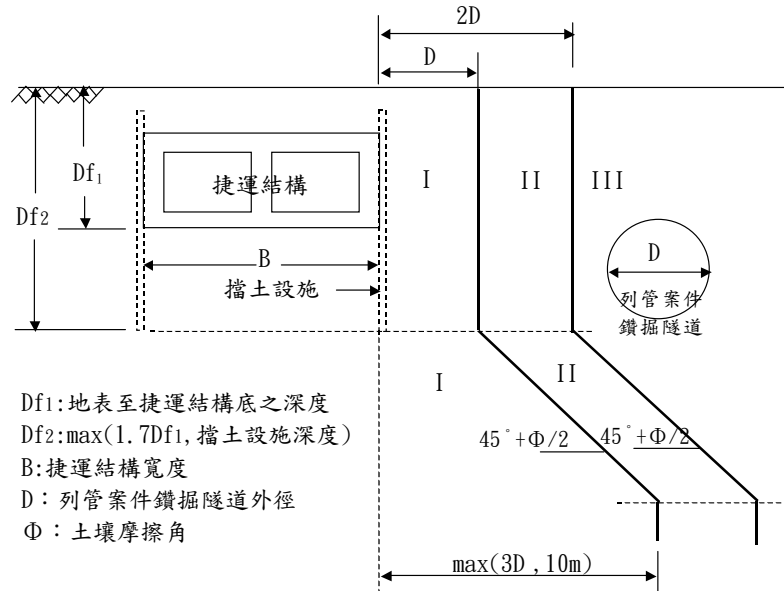 2D
D
Df1
Df2
捷運結構
I
II
III
B
擋土設施
D
列管案件
鑽掘隧道
I
II
45°+Φ/2
45°+Φ/2
Df1:地表至捷運結構底之深度
Df2:max(1.7Df1,擋土設施深度)
B:捷運結構寬度
D：列管案件鑽掘隧道外徑
Φ：土壤摩擦角
max(3D,10m)